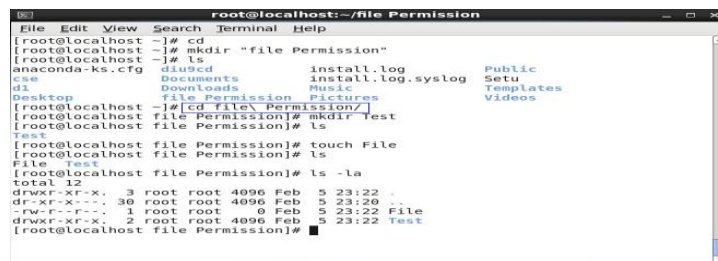 root@localhost:~/file Permission
File Edit View Search Terminal Help
[root@localhost ~]# cd
[root@localhost ~]# mkdir "file Permission"
[root@localhost ~]# ls
anaconda-ks.cfg diu9cd install.log Public
cse Documents install.log.syslog Setu
d1 Downloads Music Templates
Desktop file Permission Pictures Videos
[root@localhost ~]# cd file\ Permission/
[root@localhost file Permission]# mkdir Test
[root@localhost file Permission]# ls
Test
[root@localhost file Permission]# touch File
[root@localhost file Permission]# ls
File Test
[root@localhost file Permission]# ls -la
total 12
drwxr-xr-x. 3 root root 4096 Feb 5 23:22 .
dr-xr-x---. 30 root root 4096 Feb 5 23:20 ..
-rw-r--r--. 1 root root 0 Feb 5 23:22 File
drwxr-xr-x. 2 root root 4096 Feb 5 23:22 Test
[root@localhost file Permission]#